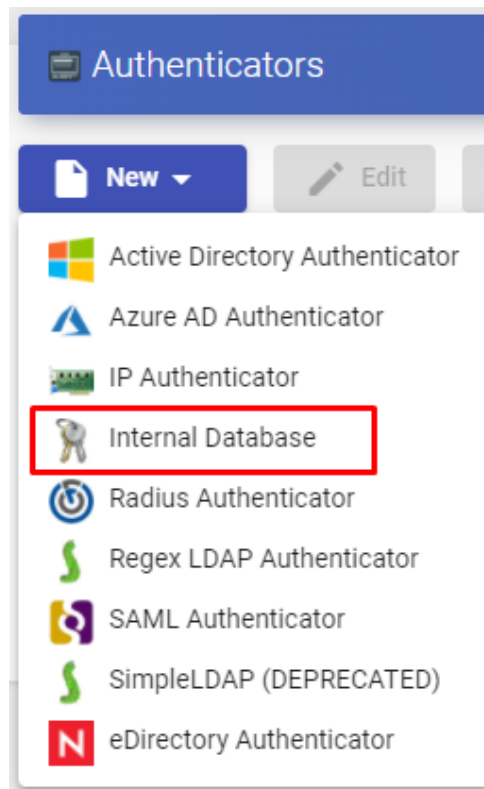 Authenticators
New
Edit
Active Directory Authenticator
Azure AD Authenticator
IP Authenticator
Internal Database
Radius Authenticator
Regex LDAP Authenticator
SAML Authenticator
SimpleLDAP (DEPRECATED)
eDirectory Authenticator